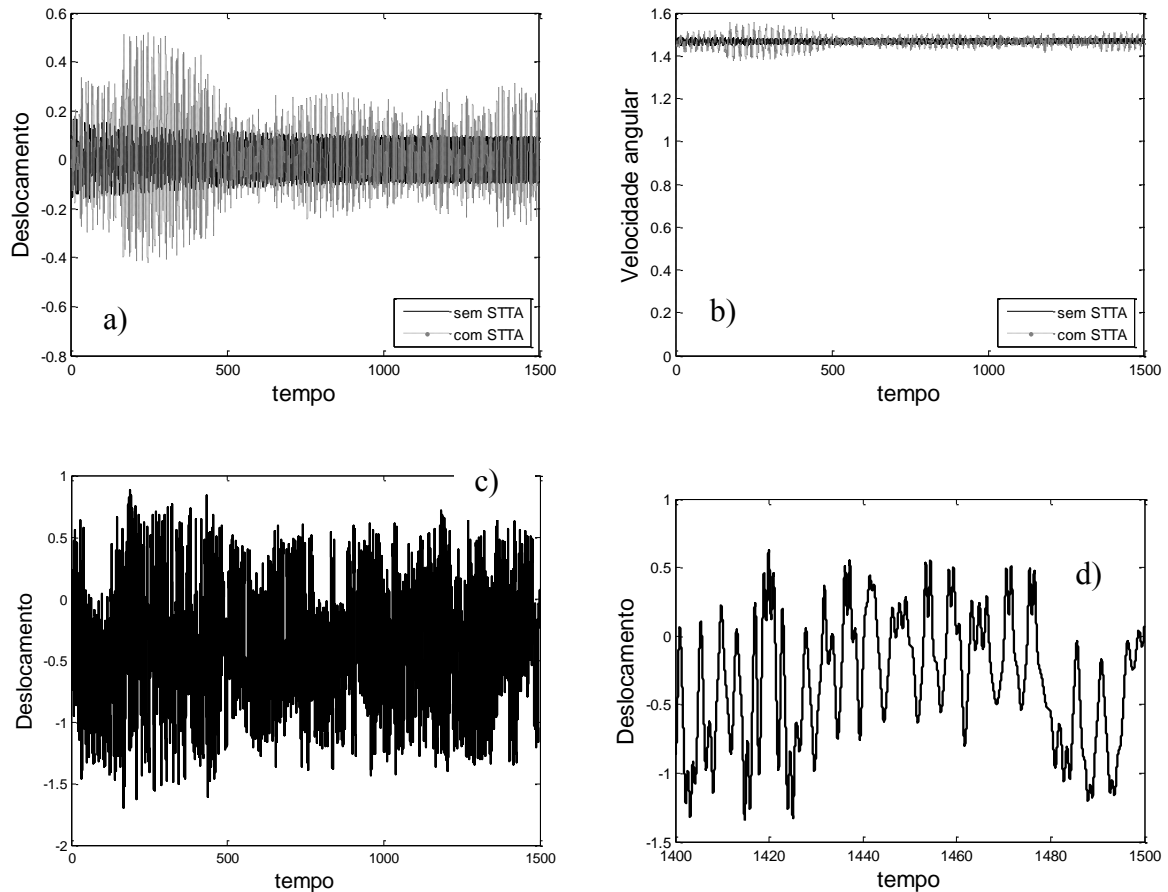 0.6
0.4
0.2
0
-0.2
-0.4
-0.6
-0.8
Deslocamento
a)
sem STTA
com STTA
0 500 1000 1500
tempo
1.6
1.4
1.2
1
0.8
0.6
0.4
0.2
0
Velocidade angular
b)
sem STTA
com STTA
0 500 1000 1500
tempo
1
0.5
0
-0.5
-1
-1.5
-2
Deslocamento
c)
0 500 1000 1500
tempo
1
0.5
0
-0.5
-1
-1.5
Deslocamento
d)
1400 1420 1440 1460 1480 1500
tempo